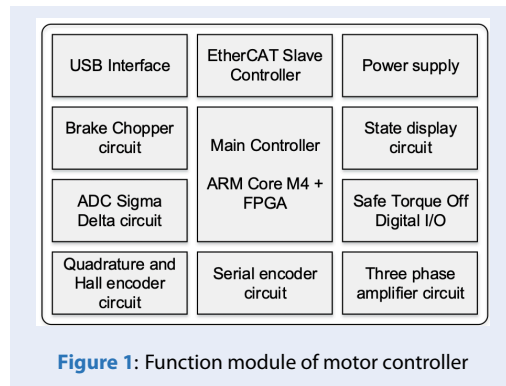 USB Interface
EtherCAT Slave
Controller
Power supply
Brake Chopper
circuit
Main Controller
ARM Core M4 +
FPGA
State display
circuit
ADC Sigma
Delta circuit
Safe Torque Off
Digital I/O
Quadrature and
Hall encoder
circuit
Serial encoder
circuit
Three phase
amplifier circuit
Figure 1: Function module of motor controller